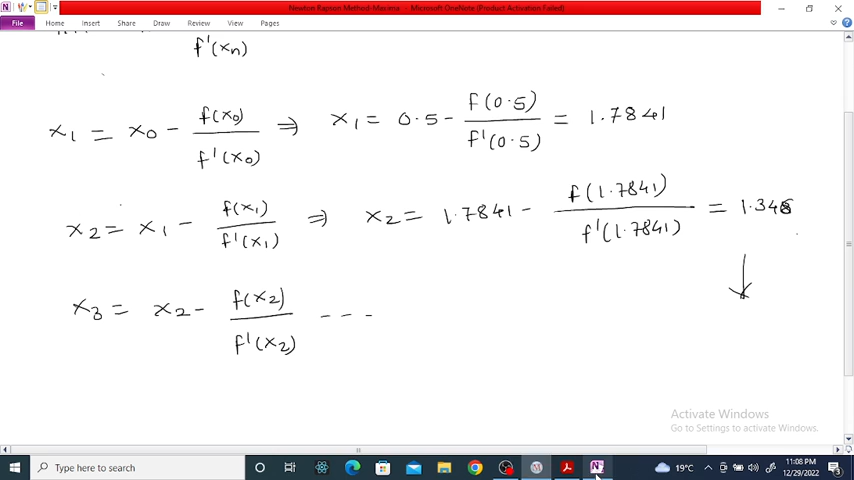 Newton Rapson Method-Maxima - Microsoft OneNote (Product Activation Failed)
File Home Insert Share Draw Review View Pages
f'(xn)
x1 = x0 - f(x0)/f'(x0) ⇒ x1 = 0.5 - f(0.5)/f'(0.5) = 1.7841
x2 = x1 - f(x1)/f'(x1) ⇒ x2 = 1.7841 - f(1.7841)/f'(1.7841) = 1.348
x3 = x2 - f(x2)/f'(x2) ----
Activate Windows
Go to Settings to activate Windows.
Type here to search
19°C
11:08 PM
12/29/2022
3